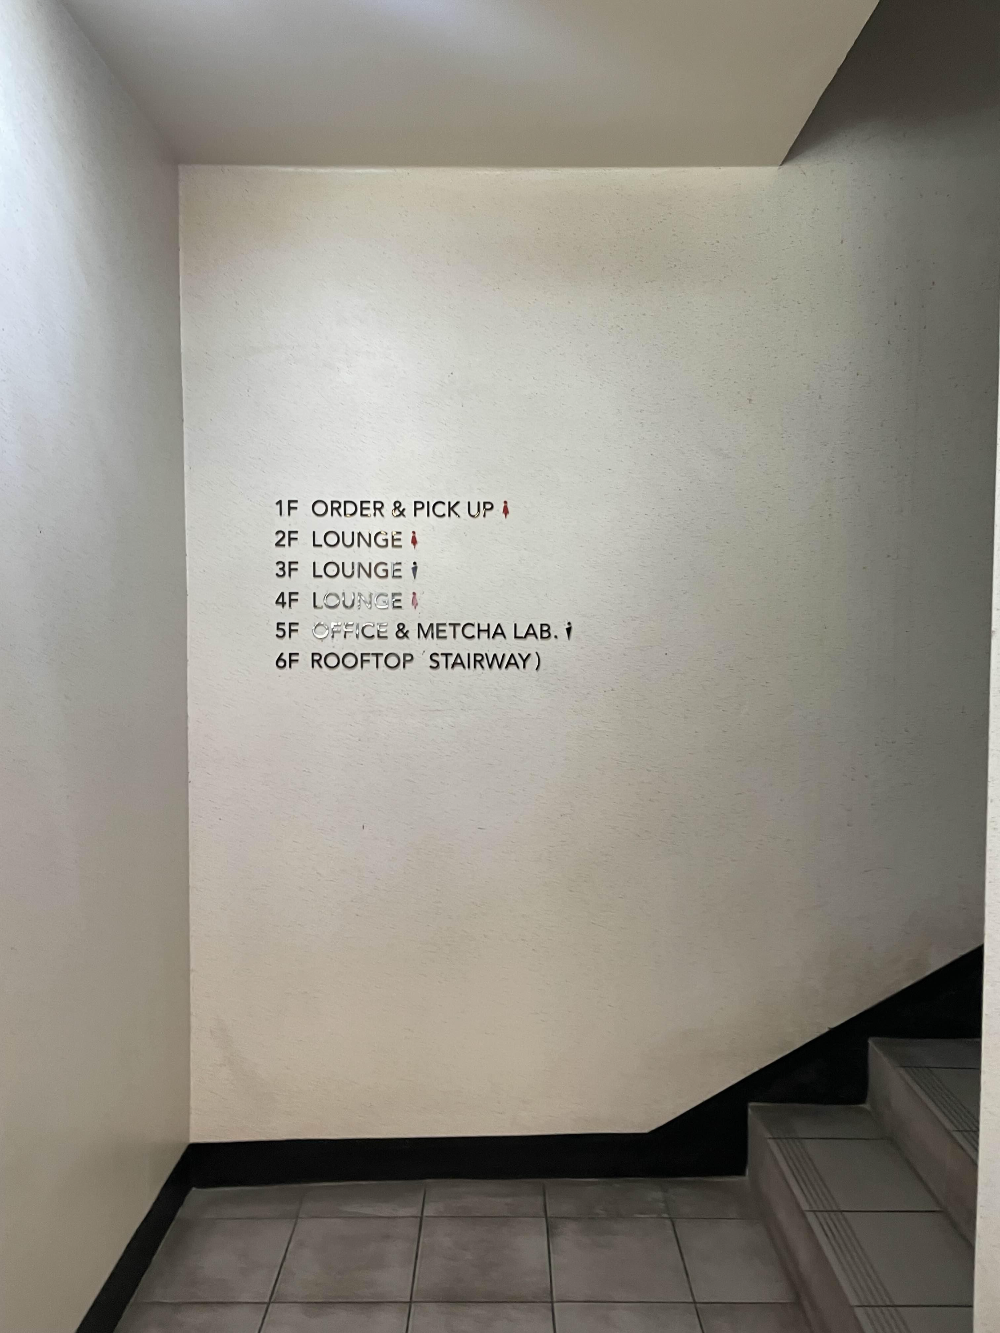 1F ORDER & PICK UP
2F LOUNGE
3F LOUNGE
4F LOUNGE
5F OFFICE & METCHA LAB.
6F ROOFTOP STAIRWAY)